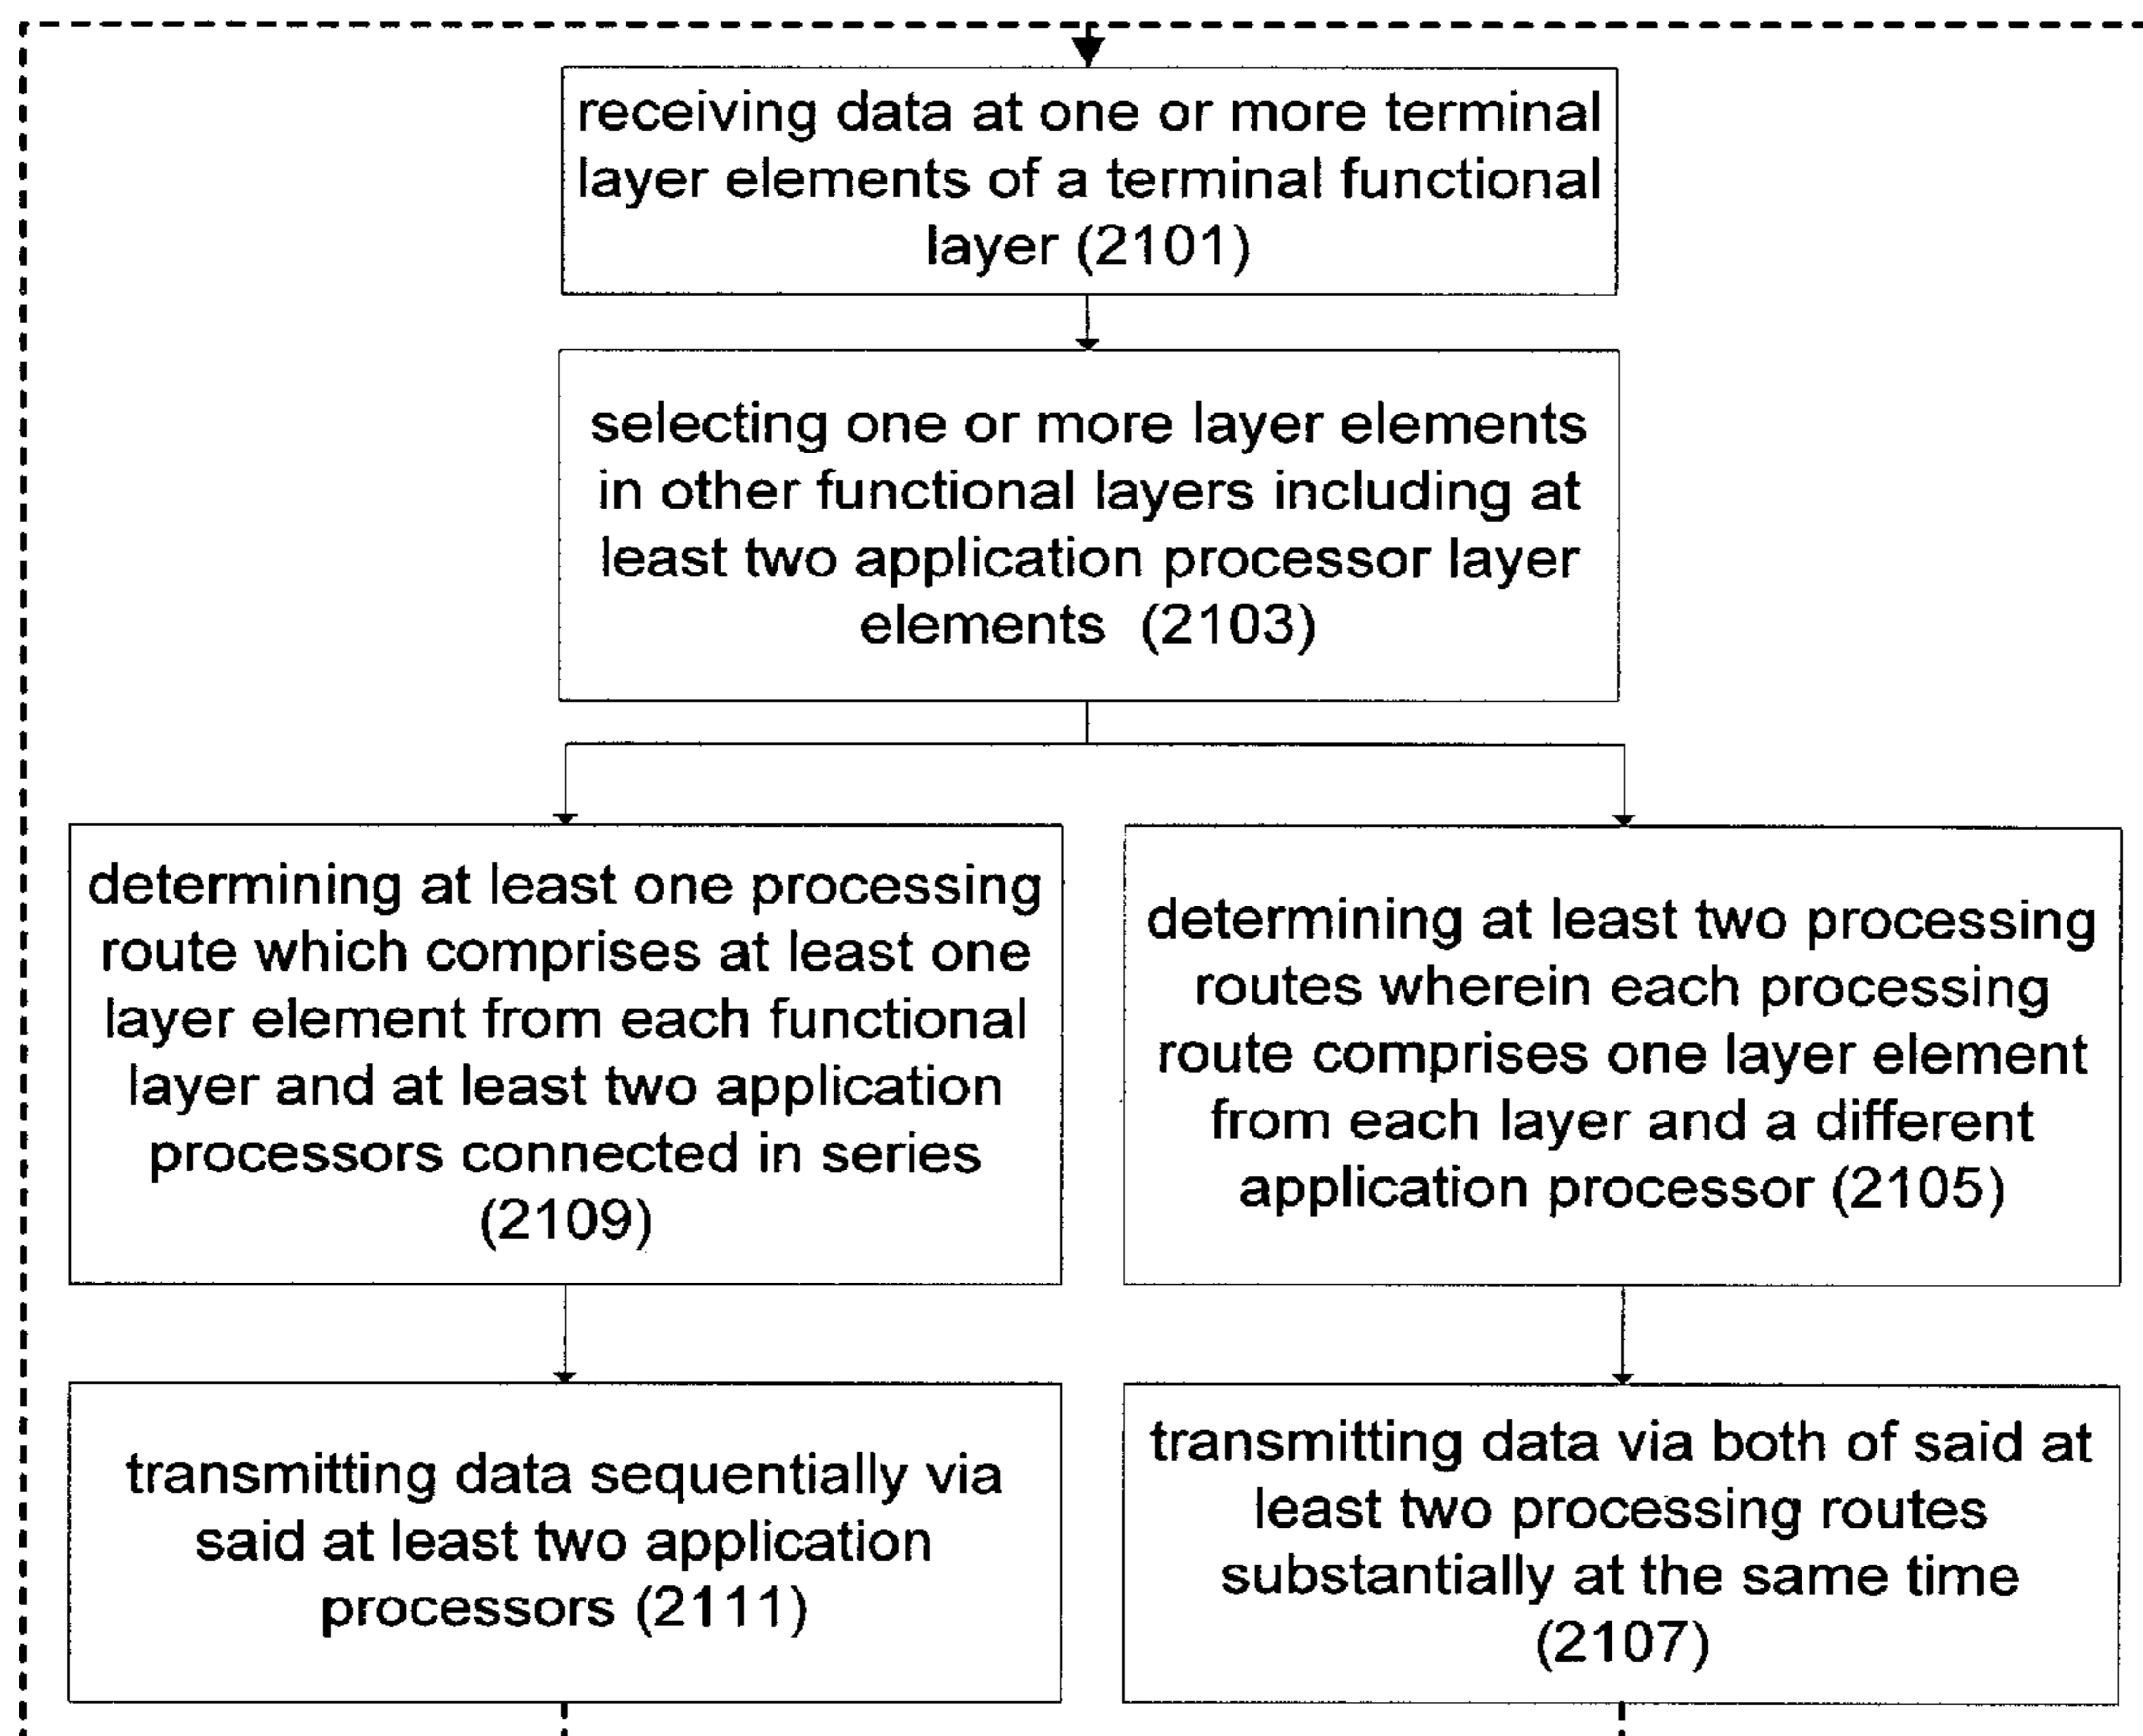 receiving data at one or more terminal
layer elements of a terminal functional
layer (2101)
selecting one or more layer elements
in other functional layers including at
least two application processor layer
elements (2103)
determining at least one processing
route which comprises at least one
layer element from each functional
layer and at least two application
processors connected in series
(2109)
determining at least two processing
routes wherein each processing
route comprises one layer element
from each layer and a different
application processor (2105)
transmitting data sequentially via
said at least two application
processors (2111)
transmitting data via both of said at
least two processing routes
substantially at the same time
(2107)